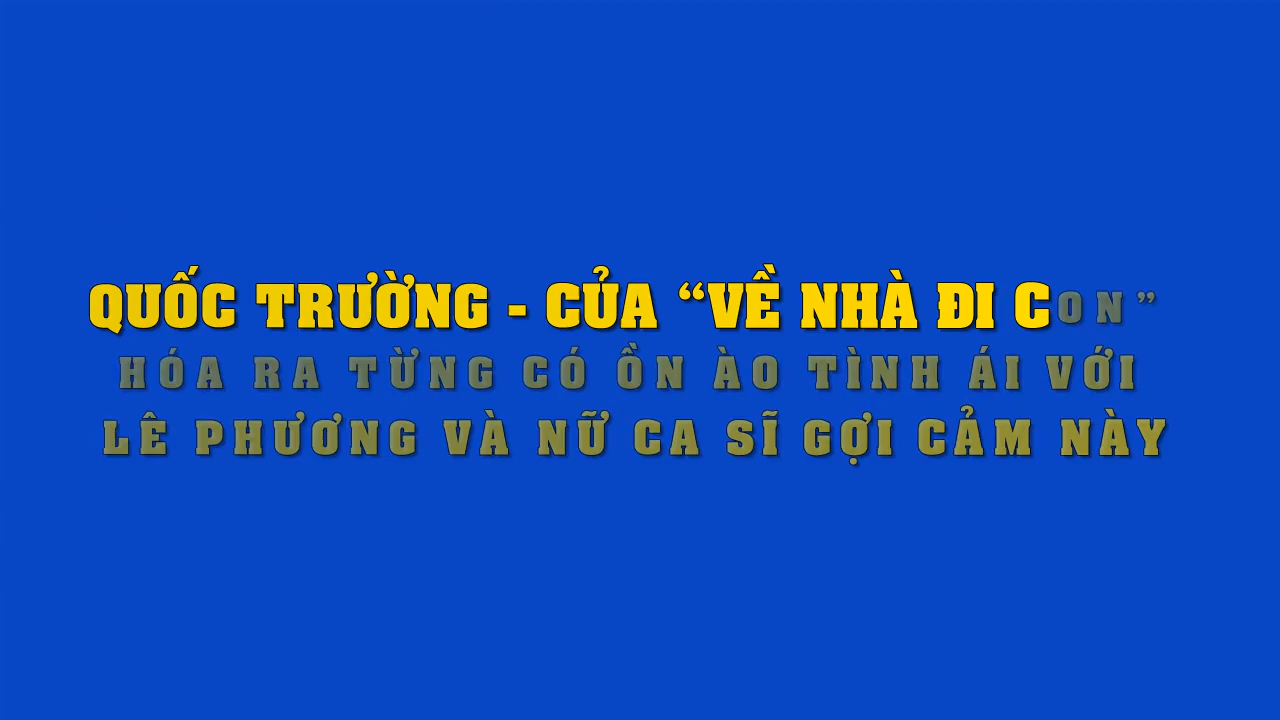 QUỐC TRƯỜNG - CỦA “VỀ NHÀ ĐI CON”
HÓA RA TỪNG CÓ ỒN ÀO TÌNH ÁI VỚI
LÊ PHƯƠNG VÀ NỮ CA SĨ GỢI CẢM NÀY